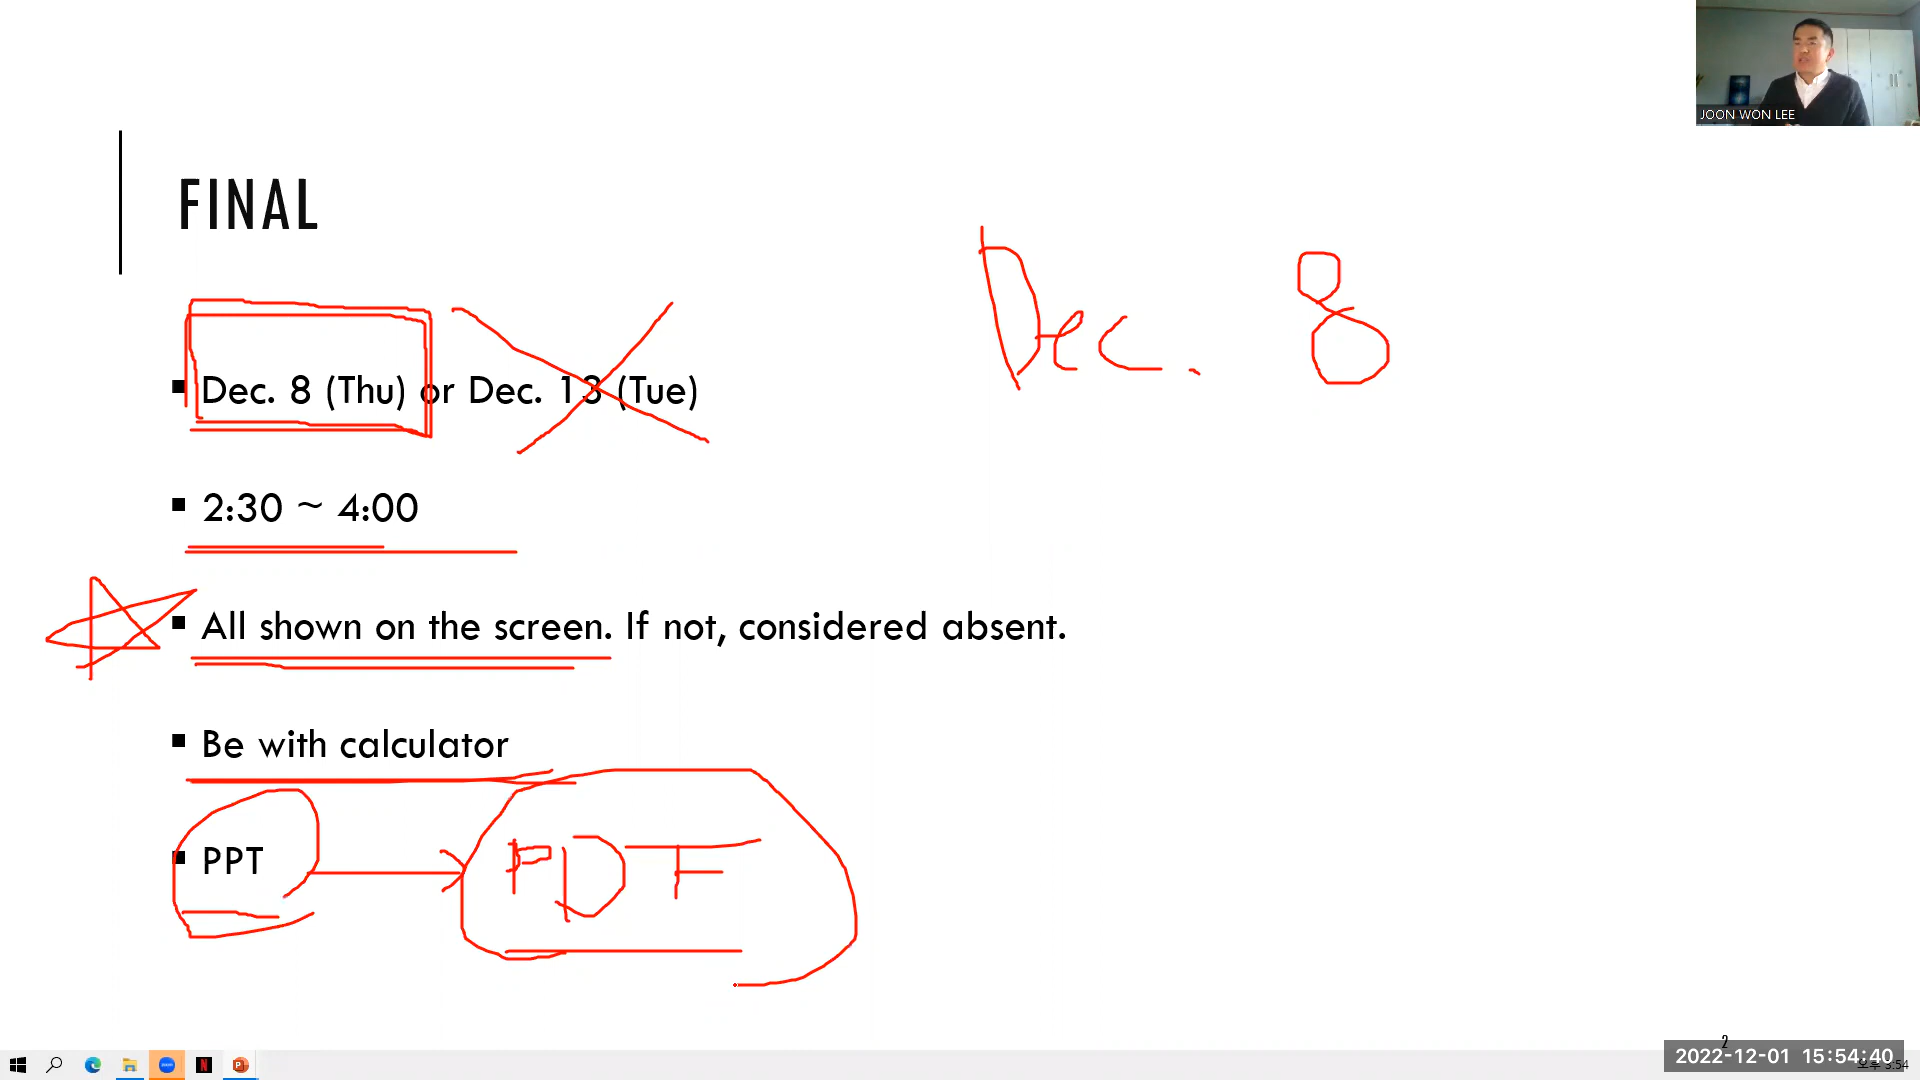 JOON WON LEE
FINAL
Dec. 8
Dec. 8 (Thu) or Dec. 13 (Tue)
2:30 ~ 4:00
All shown on the screen. If not, considered absent.
Be with calculator
PPT PDF
2
2022-12-01 15:54:40